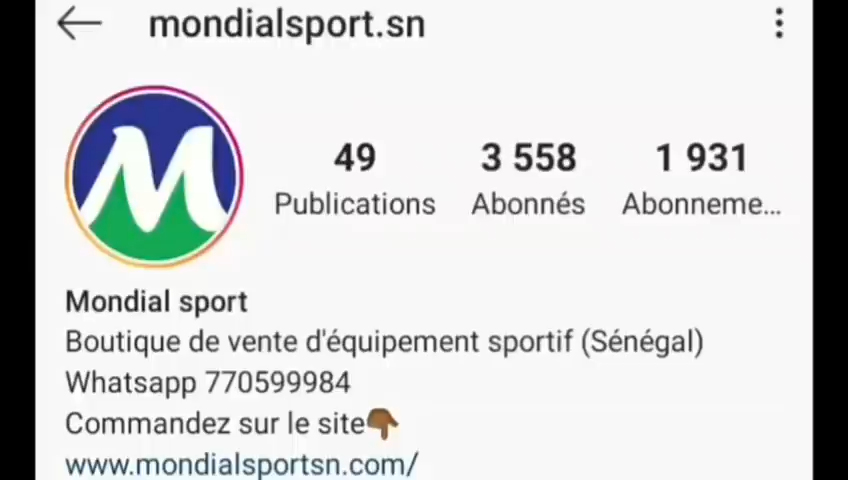 mondialsport.sn
M
49 3 558 1 931
Publications Abonnés Abonneme...
Mondial sport
Boutique de vente d'équipement sportif (Sénégal)
Whatsapp 770599984
Commandez sur le site👇🏾
www.mondialsportsn.com/